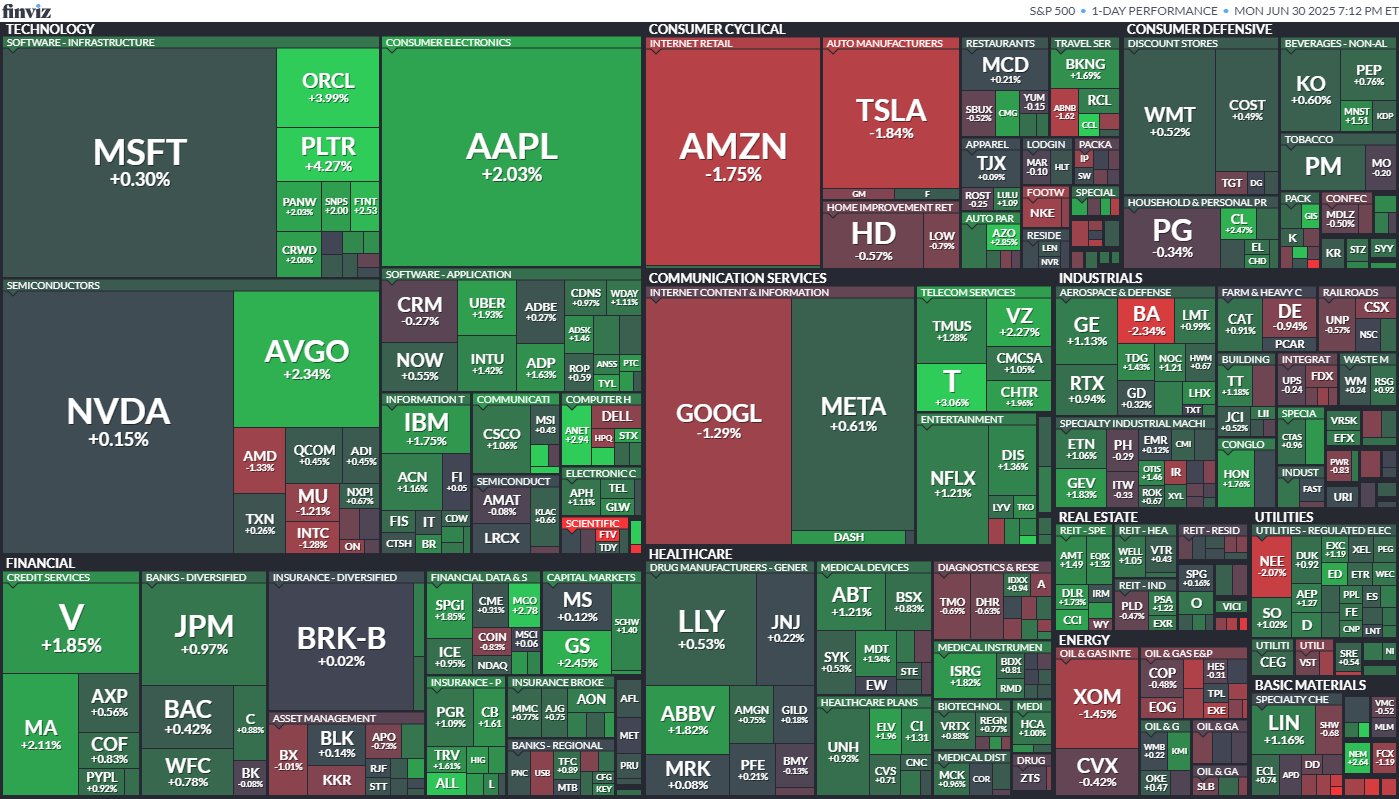 finviz
S&P 500 • 1-DAY PERFORMANCE • MON JUN 30 2025 7:12 PM ET
TECHNOLOGY
SOFTWARE - INFRASTRUCTURE
MSFT
+0.30%
ORCL
+3.99%
PLTR
+4.27%
PANW
+2.03%
SNPS
+2.00
FTNT
+2.53
CRWD
+2.00%
CONSUMER ELECTRONICS
AAPL
+2.03%
SEMICONDUCTORS
NVDA
+0.15%
AVGO
+2.34%
AMD
-1.33%
QCOM
+0.45%
ADI
+0.45%
TXN
+0.26%
MU
-1.21%
NXPI
+0.67%
INTC
-1.28%
ON
SOFTWARE - APPLICATION
CRM
-0.27%
UBER
+1.93%
ADBE
+0.27%
CDNS
+0.97%
WDAY
+1.11%
NOW
+0.55%
INTU
+1.42%
ADP
+1.63%
ADSK
+1.46
ROP
+0.59
ANSS
PTC
TYL
INFORMATION T
IBM
+1.75%
ACN
+1.16%
FI
+0.05
FIS
IT
CDW
CTSH
BR
COMMUNICATI
CSCO
+1.06%
MSI
+0.43
COMPUTER H
ANET
+2.94
DELL
HPQ
STX
SEMICONDUCT
AMAT
-0.08%
KLAC
+0.66
LRCX
ELECTRONIC C
APH
+1.11%
TEL
GLW
SCIENTIFIC
FTV
TDY
CONSUMER CYCLICAL
INTERNET RETAIL
AMZN
-1.75%
AUTO MANUFACTURERS
TSLA
-1.84%
GM
F
HOME IMPROVEMENT RET
HD
-0.57%
LOW
-0.79%
RESTAURANTS
MCD
+0.21%
SBUX
-0.52%
CMG
YUM
-0.15
TRAVEL SER
BKNG
+1.69%
ABNB
-1.62
RCL
CCL
APPAREL
TJX
+0.09%
ROST
-0.25
LULU
+1.09
LODGIN
MAR
-0.10
HLT
PACKA
IP
SW
AUTO PAR
AZO
+2.85%
FOOTW
NKE
SPECIAL
RESIDE
LEN
NVR
CONSUMER DEFENSIVE
DISCOUNT STORES
WMT
+0.52%
COST
+0.49%
TGT
DG
BEVERAGES - NON-AL
KO
+0.60%
PEP
+0.76%
MNST
+1.51
KDP
TOBACCO
PM
MO
-0.20
HOUSEHOLD & PERSONAL PR
PG
-0.34%
CL
+2.47%
EL
CHD
PACK
GIS
K
CONFEC
MDLZ
-0.50%
KR
STZ
SYY
COMMUNICATION SERVICES
INTERNET CONTENT & INFORMATION
GOOGL
-1.29%
META
+0.61%
DASH
TELECOM SERVICES
TMUS
+1.28%
VZ
+2.27%
T
+3.06%
CMCSA
+1.05%
CHTR
+1.96%
ENTERTAINMENT
NFLX
+1.21%
DIS
+1.36%
LYV
TKO
INDUSTRIALS
AEROSPACE & DEFENSE
GE
+1.13%
BA
-2.34%
LMT
+0.99%
RTX
+0.94%
TDG
+1.43%
NOC
+1.21
HWM
+0.67
GD
+0.32%
LHX
TXT
FARM & HEAVY C
CAT
+0.91%
DE
-0.94%
PCAR
RAILROADS
UNP
-0.57%
CSX
NSC
SPECIALTY INDUSTRIAL MACHI
ETN
+1.06%
PH
-0.29
EMR
+0.12%
CMI
GEV
+1.83%
ITW
-0.33
OTIS
+1.46
IR
ROK
+0.67
XYL
BUILDING
TT
+1.18
JCI
+0.52%
LII
INTEGRAT
UPS
-0.24
FDX
WASTE M
WM
+0.24
RSG
+0.92
CONGLO
HON
+1.76%
SPECIA
CTAS
+0.96
VRSK
EFX
INDUST
FAST
PWR
-0.83
URI
FINANCIAL
CREDIT SERVICES
V
+1.85%
MA
+2.11%
AXP
+0.56%
COF
+0.83%
PYPL
+0.92%
BANKS - DIVERSIFIED
JPM
+0.97%
BAC
+0.42%
C
+0.88%
WFC
+0.78%
BK
-0.08%
INSURANCE - DIVERSIFIED
BRK-B
+0.02%
ASSET MANAGEMENT
BX
-1.01%
BLK
+0.14%
APO
-0.73%
KKR
RJF
STT
FINANCIAL DATA & S
SPGI
+1.85%
CME
+0.31%
MCO
+2.78
ICE
+0.95%
COIN
-0.83%
MSCI
+0.06
NDAQ
CAPITAL MARKETS
MS
+0.12%
GS
+2.45%
SCHW
+1.40
INSURANCE - P
PGR
+1.09%
CB
+1.61
TRV
+1.61%
HIG
ALL
L
INSURANCE BROKE
MMC
+0.77%
AJG
+0.75
AON
AFL
MET
PRU
BANKS - REGIONAL
PNC
USB
TFC
+0.89
MTB
CFG
KEY
HEALTHCARE
DRUG MANUFACTURERS - GENER
LLY
+0.53%
JNJ
+0.22%
ABBV
+1.82%
AMGN
+0.75%
GILD
+0.18%
MRK
+0.08%
PFE
+0.21%
BMY
-0.13%
MEDICAL DEVICES
ABT
+1.21%
BSX
+0.83%
SYK
+0.53%
MDT
+1.34%
STE
EW
DIAGNOSTICS & RESE
TMO
-0.69%
DHR
-0.63%
IDXX
+0.94
A
MEDICAL INSTRUMEN
ISRG
+1.82%
BDX
+0.81
RMD
HEALTHCARE PLANS
UNH
+0.93%
ELV
+1.96
CI
+1.31
CVS
+0.71
CNC
BIOTECHNOL
VRTX
+0.88%
REGN
+0.77%
MEDI
HCA
+1.00%
MEDICAL DIST
MCK
+0.96%
COR
DRUG
ZTS
REAL ESTATE
REIT - SPE
AMT
+1.49
EQIX
+1.32
DLR
+1.73%
IRM
CCI
WY
REIT - HEA
WELL
+1.05
VTR
+0.43
REIT - RESID
SPG
+0.16%
O
VICI
REIT - IND
PLD
-0.47%
PSA
+1.22
EXR
UTILITIES
UTILITIES - REGULATED ELEC
NEE
-2.07%
DUK
+0.92
EXC
+1.19
XEL
PEG
ED
ETR
WEC
SO
+1.02%
AEP
+1.27
PPL
ES
D
FE
CNP
LNT
UTILITI
CEG
UTILI
VST
SRE
+0.54
NI
ENERGY
OIL & GAS INTE
XOM
-1.45%
CVX
-0.42%
OIL & GAS E&P
COP
-0.48%
HES
-0.31
EOG
TPL
EXE
OIL & G
WMB
+0.22
KMI
OKE
+0.47
OIL & GA
OIL & GA
SLB
BASIC MATERIALS
SPECIALTY CHE
LIN
+1.16%
SHW
-0.68
ECL
+0.74
APD
DD
VMC
-0.52
MLM
NEM
+2.64
FCX
-1.19